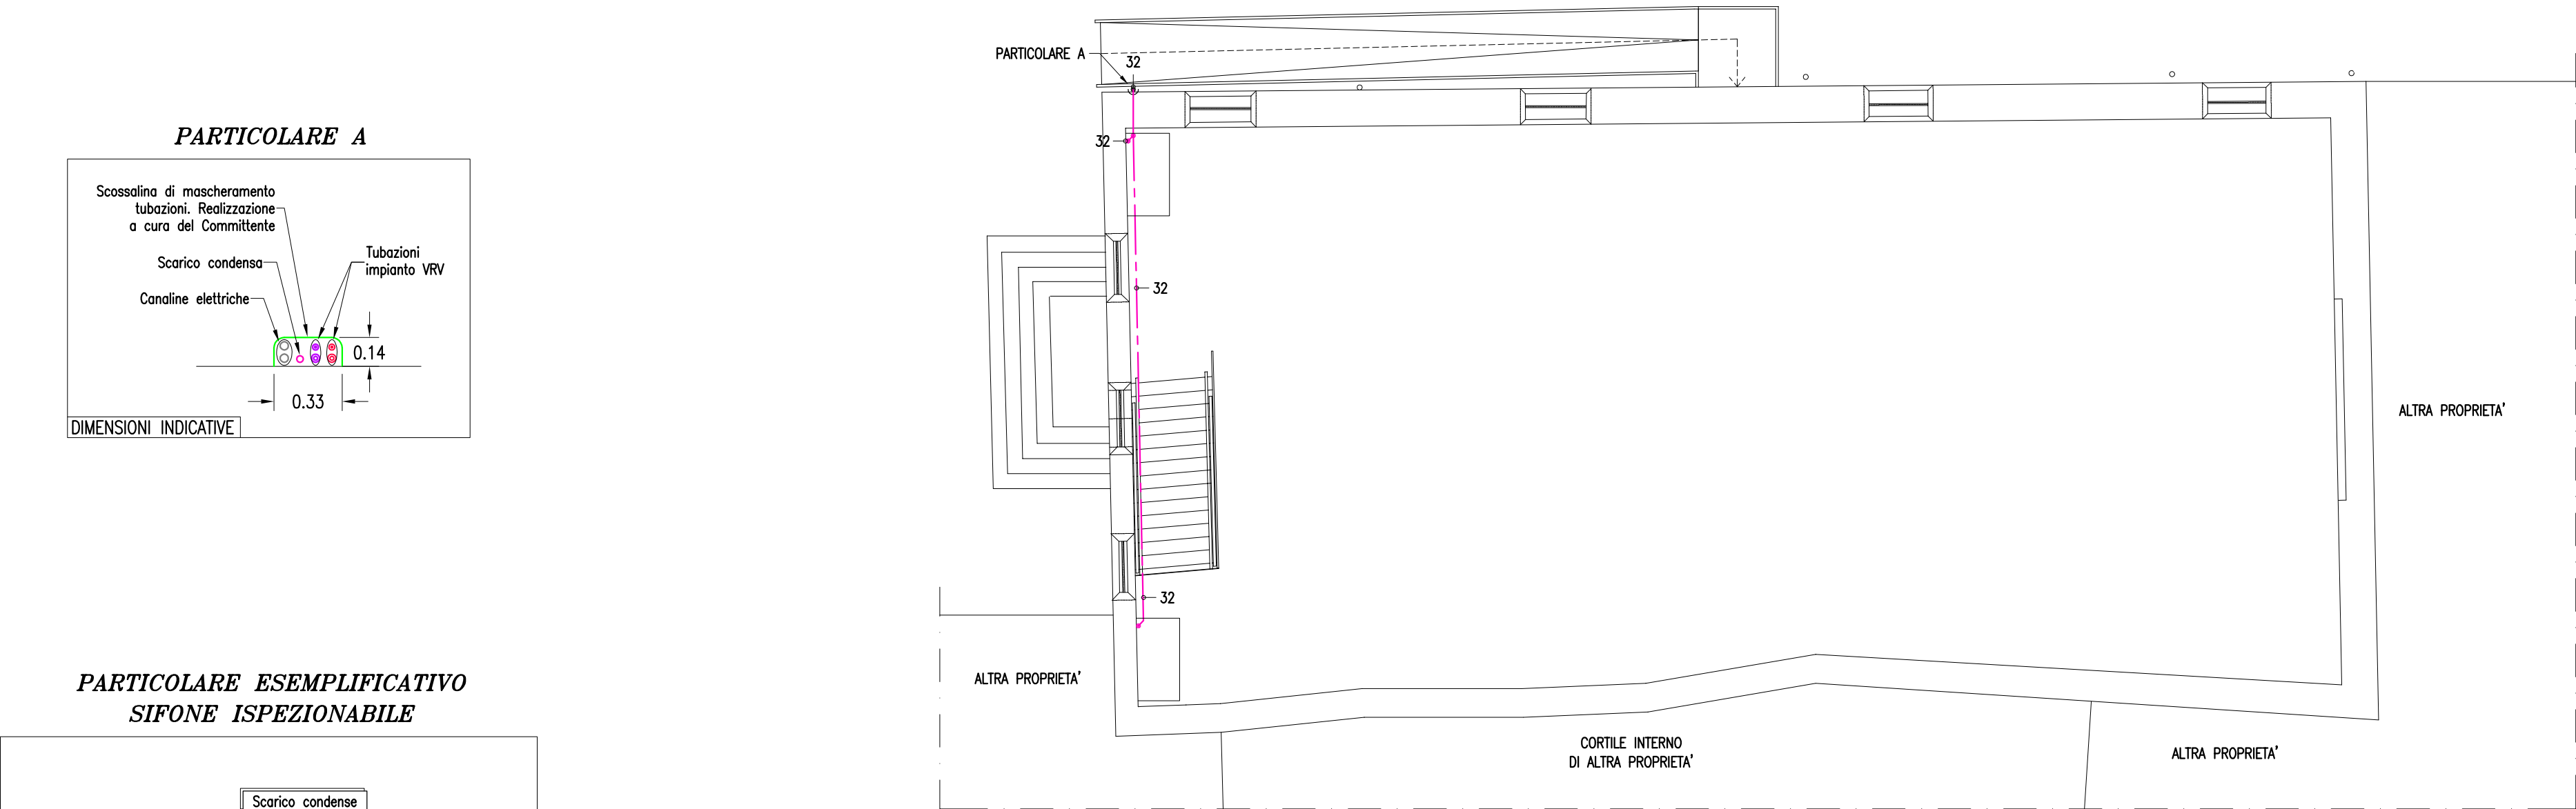 PARTICOLARE A
Scossalina di mascheramento
tubazioni. Realizzazione
a cura del Committente
Tubazioni
impianto VRV
Scarico condensa
Canaline elettriche
0.14
0.33
DIMENSIONI INDICATIVE
PARTICOLARE ESEMPLIFICATIVO
SIFONE ISPEZIONABILE
Scarico condense
PARTICOLARE A
32
32
32
32
ALTRA PROPRIETA'
ALTRA PROPRIETA'
CORTILE INTERNO
DI ALTRA PROPRIETA'
ALTRA PROPRIETA'